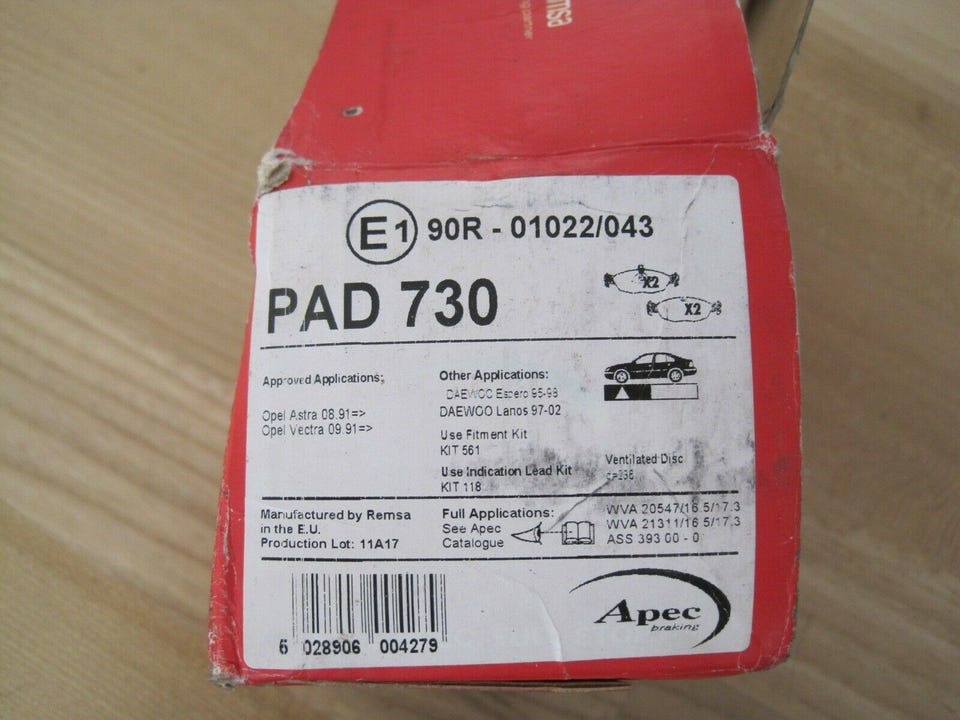 msa
E1 90R - 01022/043
PAD 730
X2
X2
Approved Applications:
Opel Astra 08.91=>
Opel Vectra 09.91=>
Other Applications:
DAEWOO Espero 95-98
DAEWOO Lanos 97-02
Use Fitment Kit
KIT 561
Use Indication Lead Kit
KIT 118
Ventilated Disc
Manufactured by Remsa
in the E.U.
Production Lot: 11A17
Full Applications:
See Apec
Catalogue
WVA 20547/16.5/17.3
WVA 21311/16.5/17.3
ASS 393 00 - 0
6 028906 004279
Apec
braking